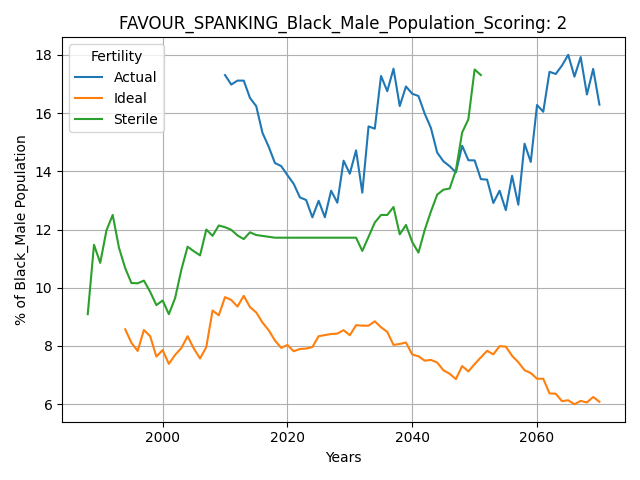 FAVOUR_SPANKING_Black_Male_Population_Scoring: 2
Fertility
Actual
Ideal
Sterile
% of Black_Male Population
18
16
14
12
10
8
6
2000 2020 2040 2060
Years